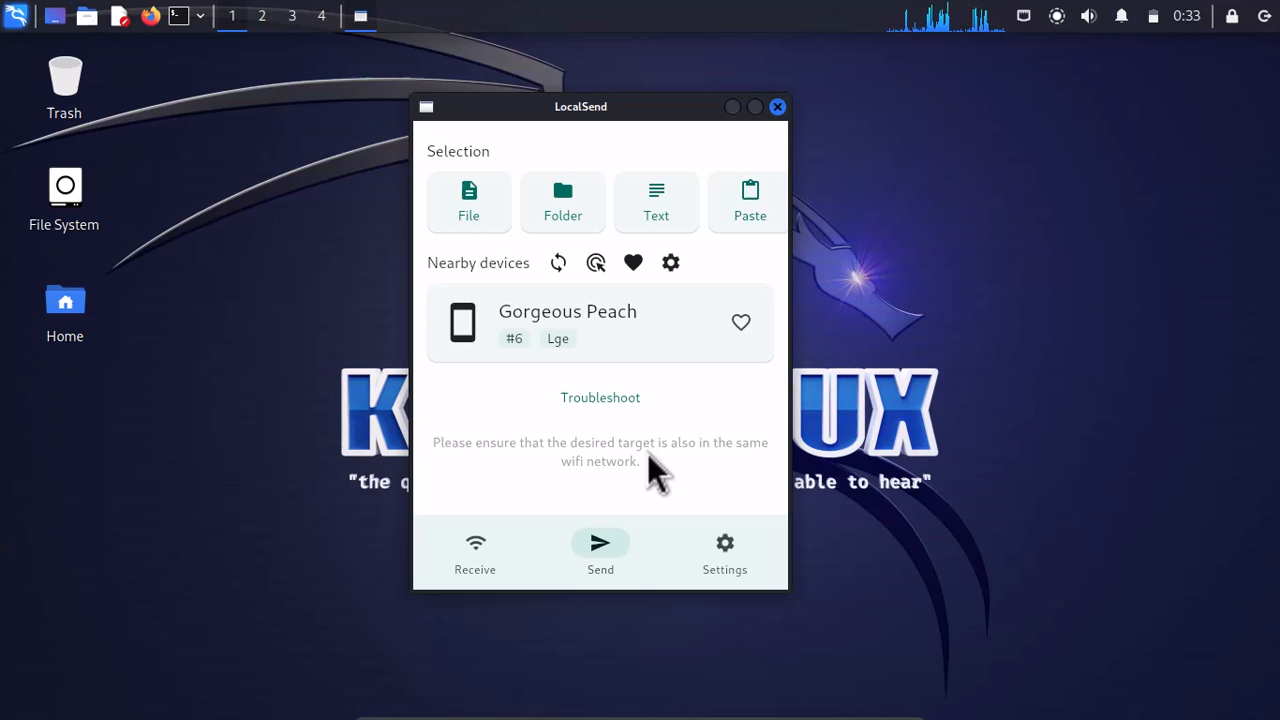 1 2 3 4
0:33
Trash
File System
Home
LocalSend
Selection
File Folder Text Paste
Nearby devices
Gorgeous Peach
#6 Lge
Troubleshoot
Please ensure that the desired target is also in the same
wifi network.
Receive Send Settings
K UX
"the q able to hear"